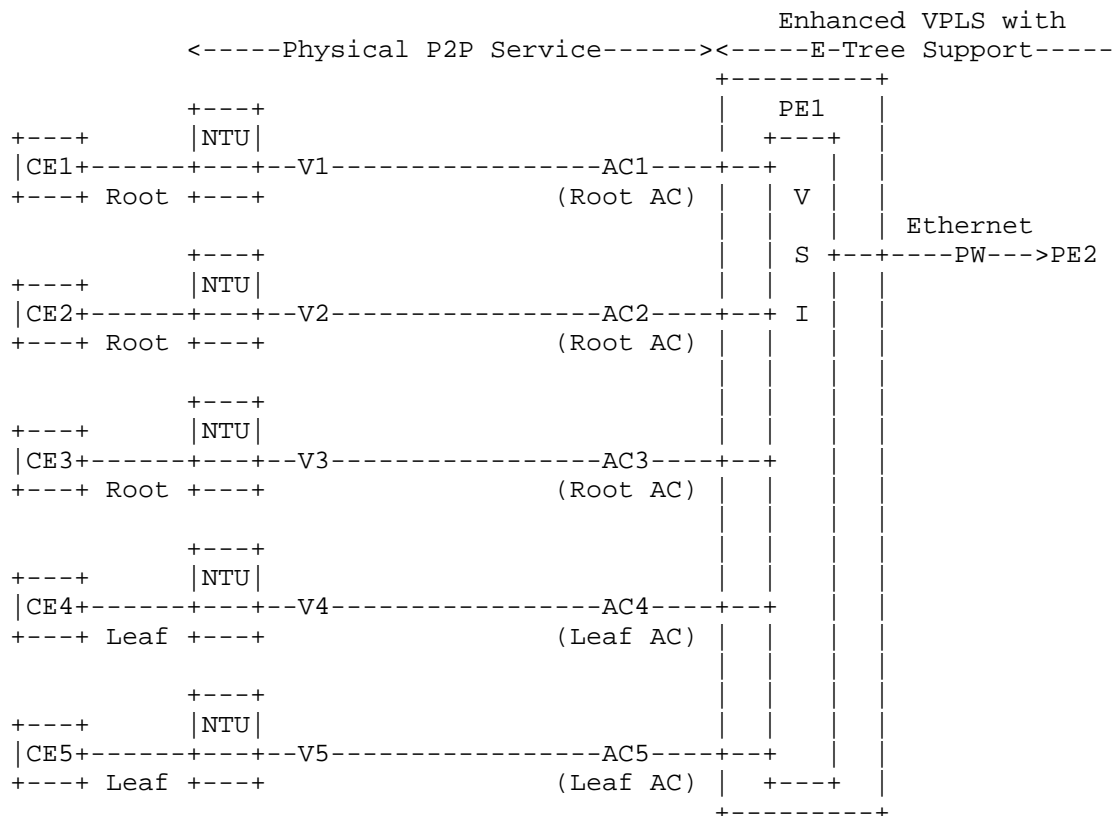 Enhanced VPLS with
<-----Physical P2P Service------><-----E-Tree Support-----
PE1
NTU
CE1 V1 AC1
Root (Root AC) V
Ethernet
S PW--->PE2
NTU
CE2 V2 AC2 I
Root (Root AC)
NTU
CE3 V3 AC3
Root (Root AC)
NTU
CE4 V4 AC4
Leaf (Leaf AC)
NTU
CE5 V5 AC5
Leaf (Leaf AC)